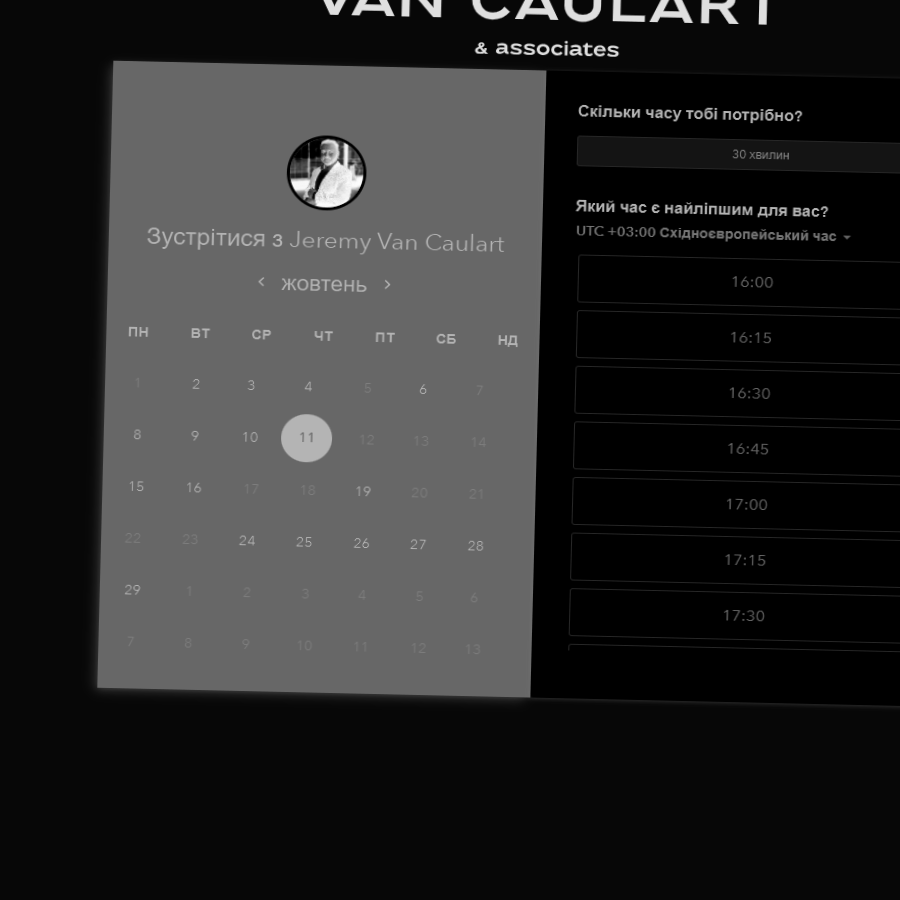 VAN CAULART
& associates
Зустрітися з Jeremy Van Caulart
жовтень
ПН ВТ СР ЧТ ПТ СБ НД
1 2 3 4 5 6 7
8 9 10 11 12 13 14
15 16 17 18 19 20 21
22 23 24 25 26 27 28
29 1 2 3 4 5 6
7 8 9 10 11 12 13
Скільки часу тобі потрібно?
30 хвилин
Який час є найліпшим для вас?
UTC +03:00 Східноєвропейський час
16:00
16:15
16:30
16:45
17:00
17:15
17:30